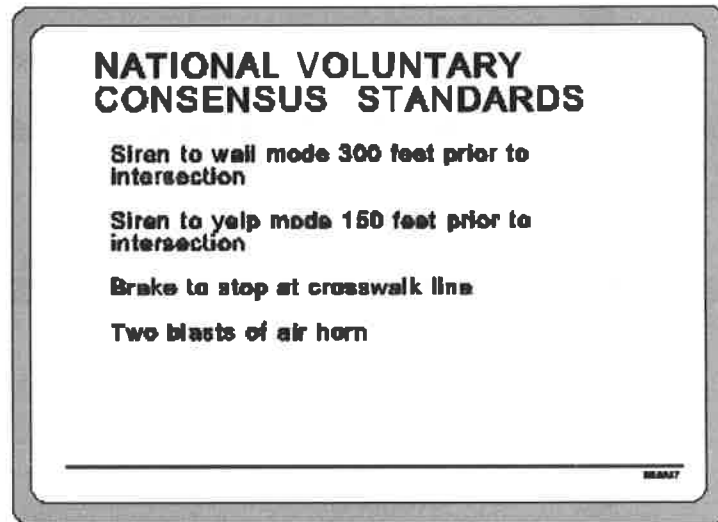 NATIONAL VOLUNTARY
CONSENSUS STANDARDS
Siren to wail mode 300 feet prior to
intersection
Siren to yelp mode 150 feet prior to
intersection
Brake to stop at crosswalk line
Two blasts of air horn